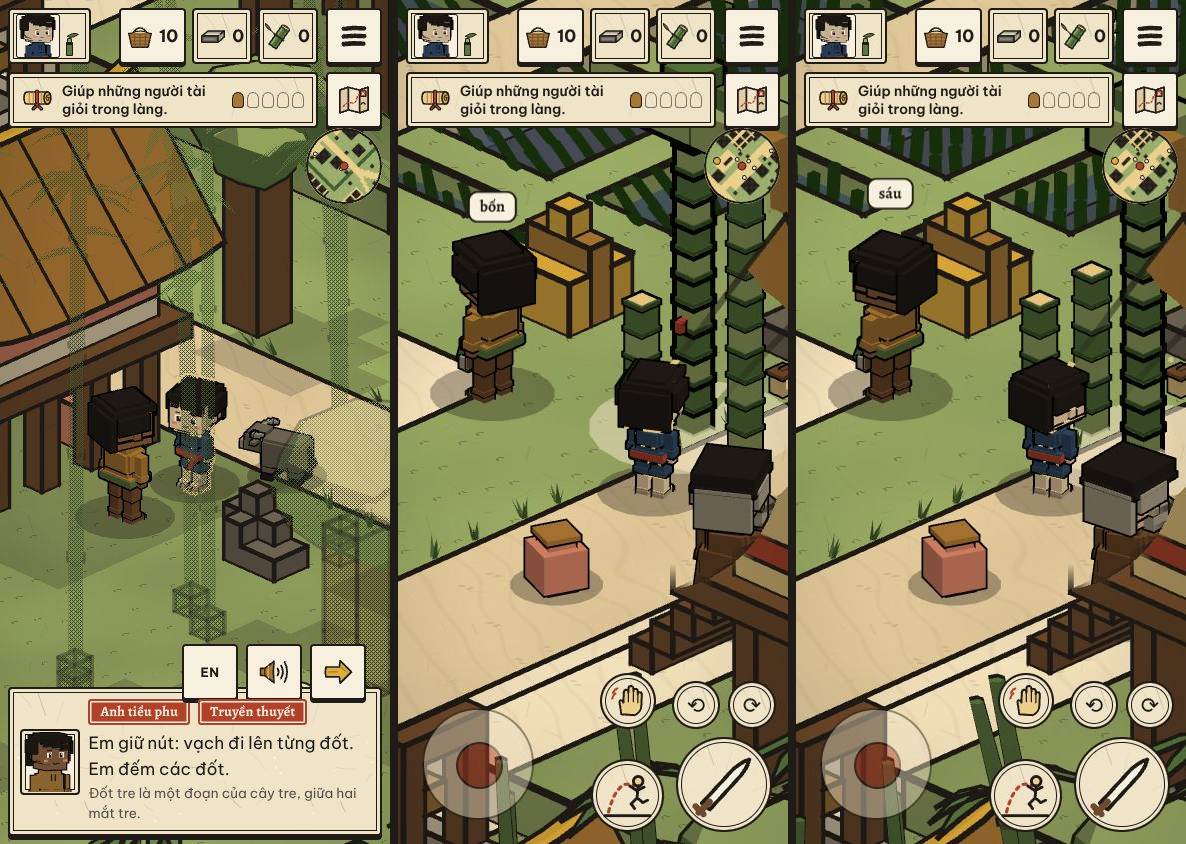 10
0
0
Giúp những người tài
giỏi trong làng.
EN
Anh tiều phu
Truyền thuyết
Em giữ nút: vạch đi lên từng đốt.
Em đếm các đốt.
Đốt tre là một đoạn của cây tre, giữa hai
mắt tre.
10
0
0
Giúp những người tài
giỏi trong làng.
bốn
10
0
0
Giúp những người tài
giỏi trong làng.
sáu